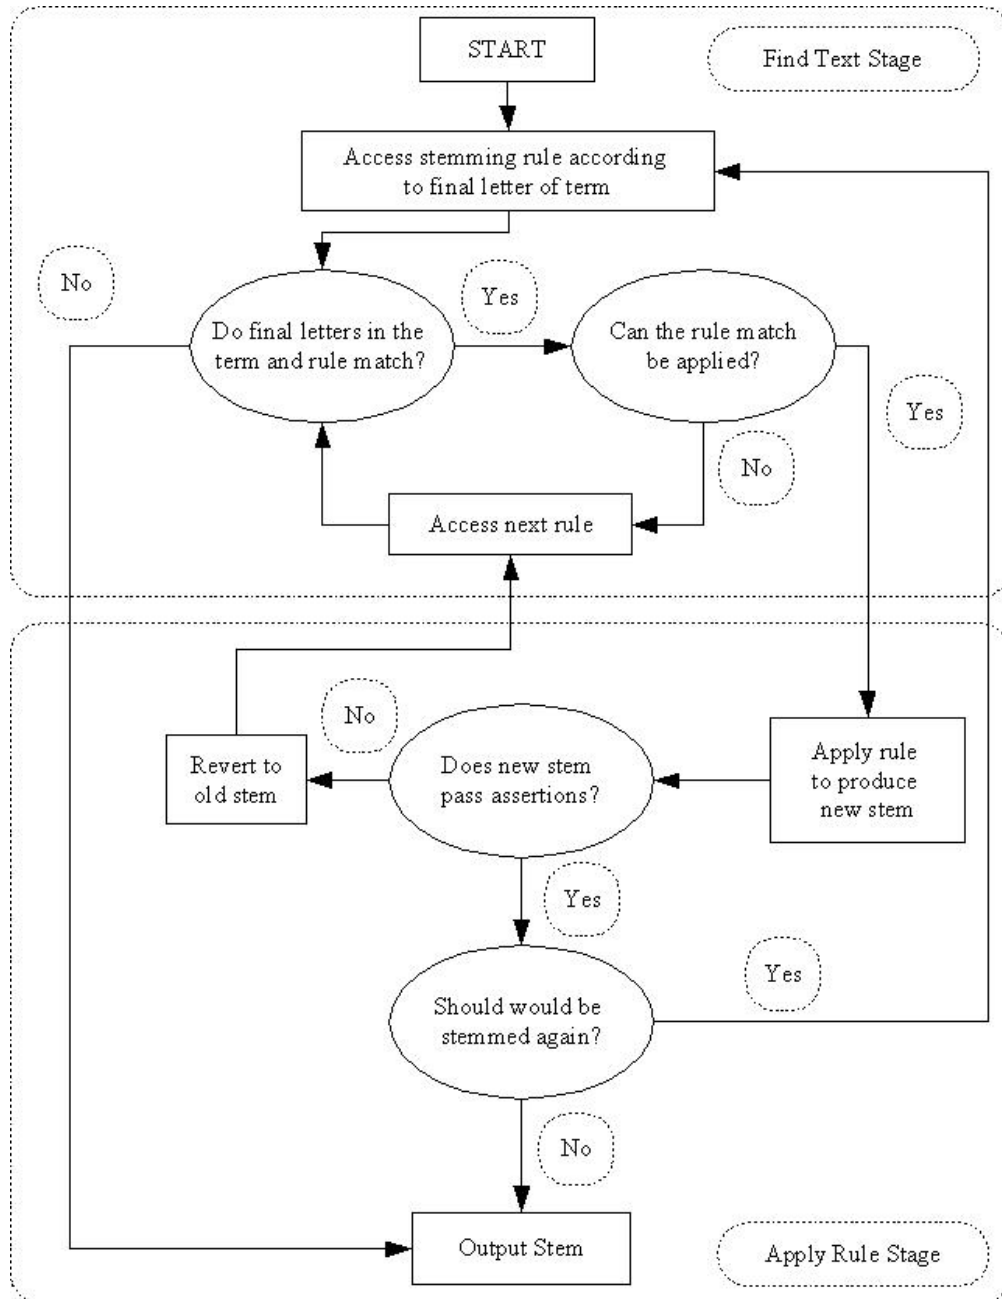 START
Find Text Stage
Access stemming rule according
to final letter of term
No
Yes
Do final letters in the
term and rule match?
Can the rule match
be applied?
Yes
No
Access next rule
No
Revert to
old stem
Does new stem
pass assertions?
Apply rule
to produce
new stem
Yes
Yes
Should would be
stemmed again?
No
Output Stem
Apply Rule Stage